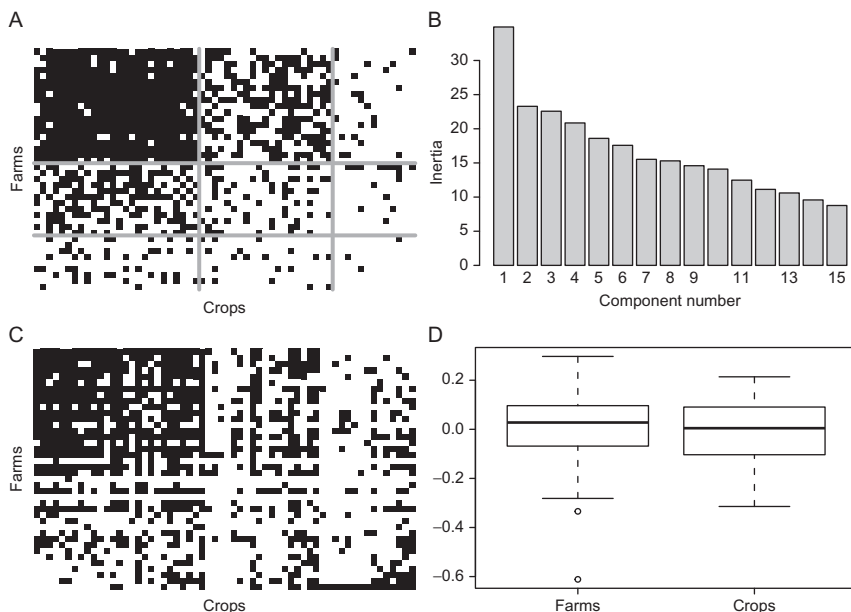 A
Farms
Crops
B
Inertia
30
25
20
15
10
5
0
1 2 3 4 5 6 7 8 9 11 13 15
Component number
C
Farms
Crops
D
0.2
0.0
−0.2
−0.4
−0.6
Farms Crops